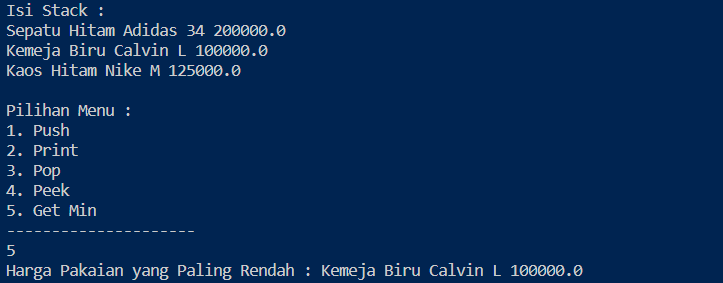 Isi Stack :
Sepatu Hitam Adidas 34 200000.0
Kemeja Biru Calvin L 100000.0
Kaos Hitam Nike M 125000.0
Pilihan Menu :
1. Push
2. Print
3. Pop
4. Peek
5. Get Min
---------------------
5
Harga Pakaian yang Paling Rendah : Kemeja Biru Calvin L 100000.0